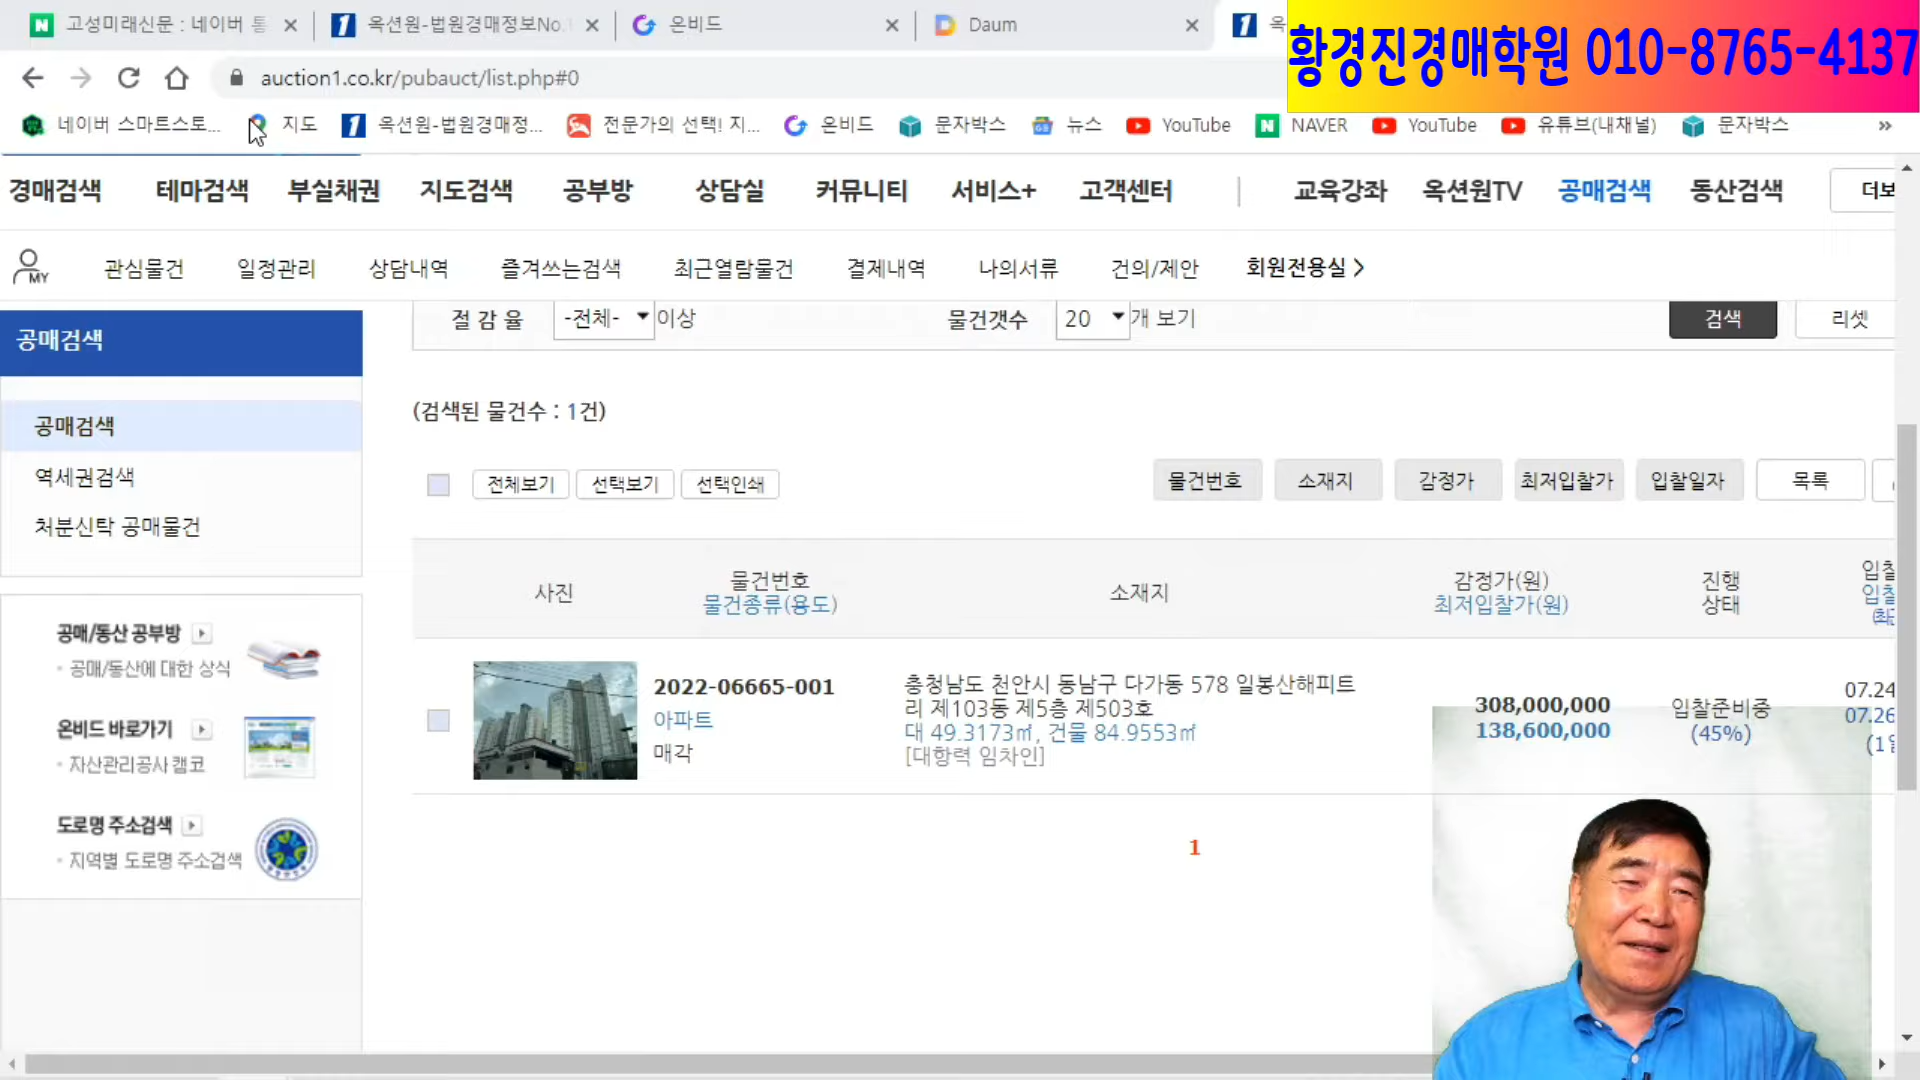 고성미래신문 : 네이버 통
옥션원-법원경매정보No.1
온비드
Daum
황경진경매학원 010-8765-4137
auction1.co.kr/pubauct/list.php#0
네이버 스마트스토...
지도
옥션원-법원경매정...
전문가의 선택! 지...
온비드
문자박스
뉴스
YouTube
NAVER
YouTube
유튜브(내채널)
문자박스
경매검색
테마검색
부실채권
지도검색
공부방
상담실
커뮤니티
서비스+
고객센터
교육강좌
옥션원TV
공매검색
동산검색
더보
MY
관심물건
일정관리
상담내역
즐겨쓰는검색
최근열람물건
결제내역
나의서류
건의/제안
회원전용실
절 감 율
-전체-
이상
물건갯수
20
개 보기
검색
리셋
공매검색
공매검색
역세권검색
처분신탁 공매물건
공매/동산 공부방
· 공매/동산에 대한 상식
온비드 바로가기
· 자산관리공사 캠코
도로명 주소검색
· 지역별 도로명 주소검색
(검색된 물건수 : 1건)
전체보기
선택보기
선택인쇄
물건번호
소재지
감정가
최저입찰가
입찰일자
목록
사진
물건번호
물건종류(용도)
소재지
감정가(원)
최저입찰가(원)
진행
상태
입찰
입찰
2022-06665-001
아파트
매각
충청남도 천안시 동남구 다가동 578 일봉산해피트
리 제103동 제5층 제503호
대 49.3173㎡, 건물 84.9553㎡
[대항력 임차인]
308,000,000
138,600,000
입찰준비중
(45%)
07.24
07.26
(1일
1